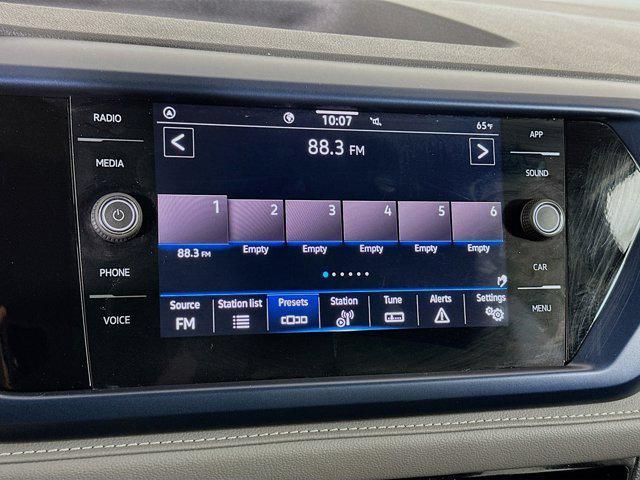 RADIO
MEDIA
PHONE
VOICE
10:07
65°F
88.3 FM
1 2 3 4 5 6
88.3 FM Empty Empty Empty Empty Empty
Source Station list Presets Station Tune Alerts Settings
FM
APP
SOUND
CAR
MENU